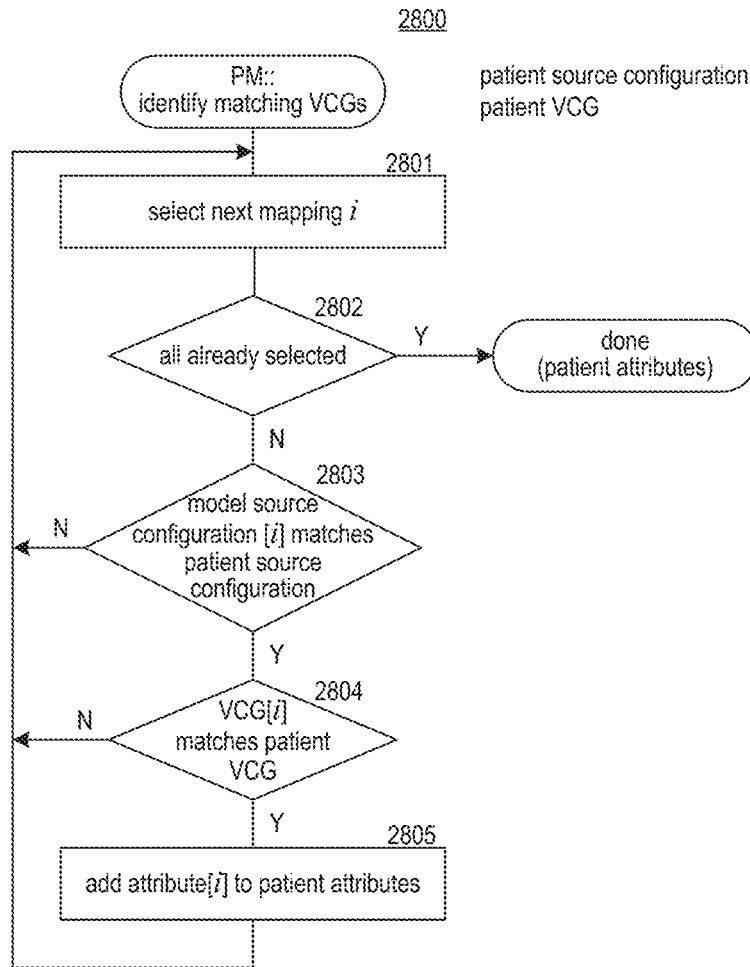 2800
PM::
identify matching VCGs
patient source configuration
patient VCG
2801
select next mapping i
2802
all already selected
Y
done
(patient attributes)
N
2803
model source
configuration [i] matches
patient source
configuration
N
Y
2804
VCG[i]
matches patient
VCG
N
Y
2805
add attribute[i] to patient attributes